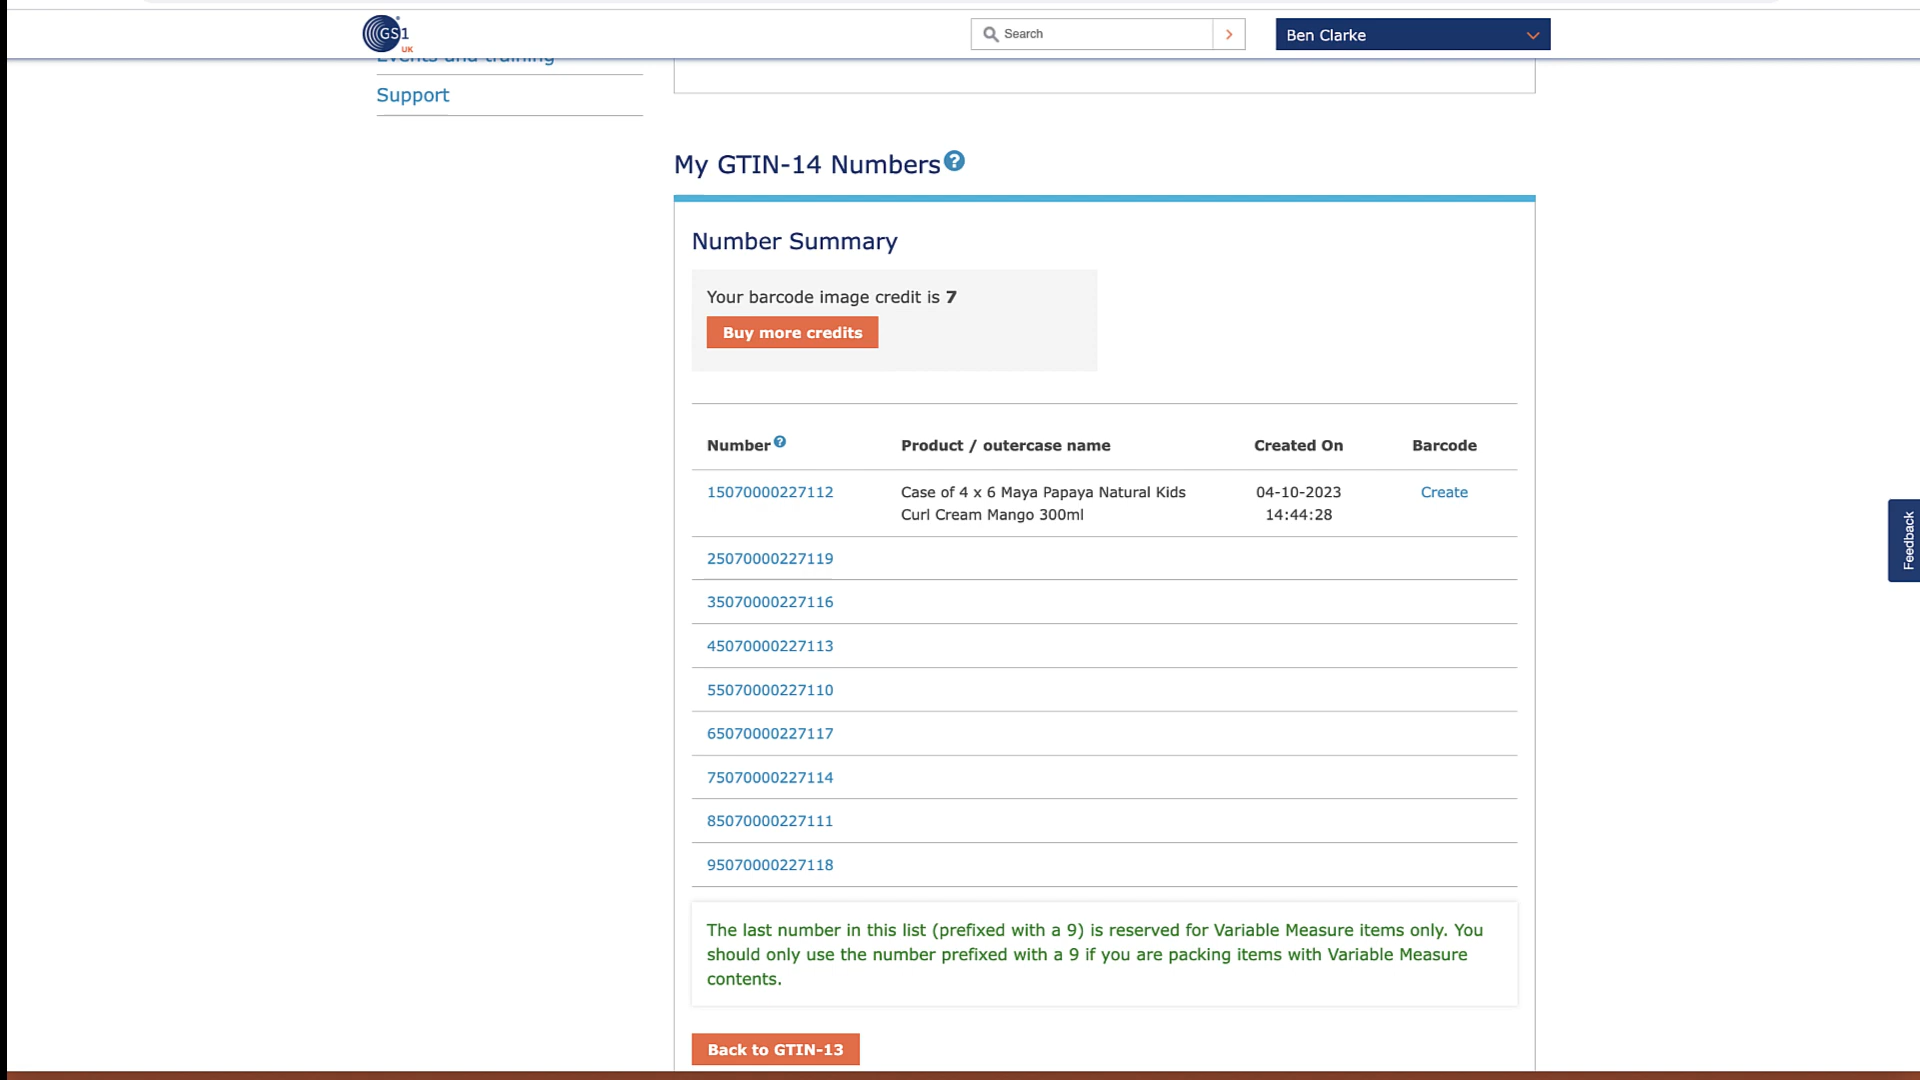 GS1 UK
Search
Ben Clarke
Events and training
Support
My GTIN-14 Numbers
Number Summary
Your barcode image credit is 7
Buy more credits
Number Product / outercase name Created On Barcode
15070000227112 Case of 4 x 6 Maya Papaya Natural Kids 04-10-2023 Create
Curl Cream Mango 300ml 14:44:28
25070000227119
35070000227116
45070000227113
55070000227110
65070000227117
75070000227114
85070000227111
95070000227118
Feedback
The last number in this list (prefixed with a 9) is reserved for Variable Measure items only. You
should only use the number prefixed with a 9 if you are packing items with Variable Measure
contents.
Back to GTIN-13